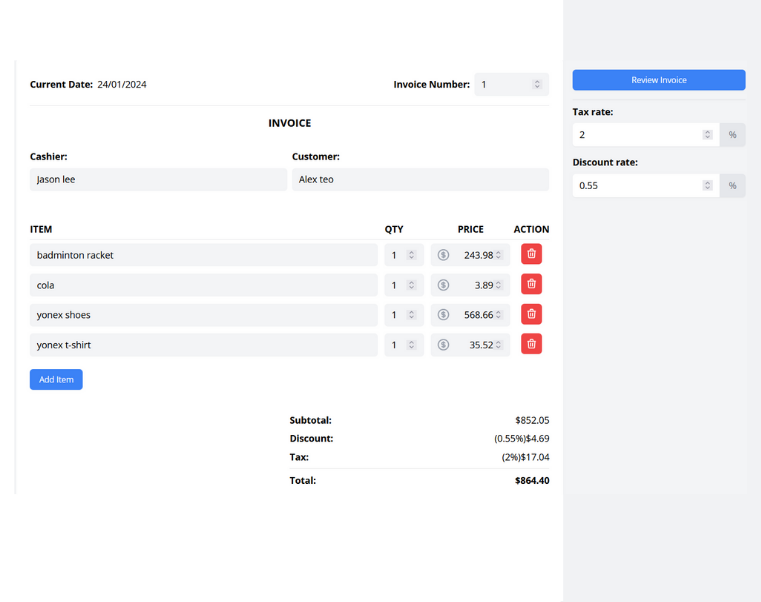 Current Date: 24/01/2024 Invoice Number: 1
Review Invoice
INVOICE
Tax rate:
2 %
Cashier: Customer:
Discount rate:
Jason lee Alex teo
0.55 %
ITEM QTY PRICE ACTION
badminton racket 1 $ 243.98
cola 1 $ 3.89
yonex shoes 1 $ 568.66
yonex t-shirt 1 $ 35.52
Add Item
Subtotal: $852.05
Discount: (0.55%)$4.69
Tax: (2%)$17.04
Total: $864.40